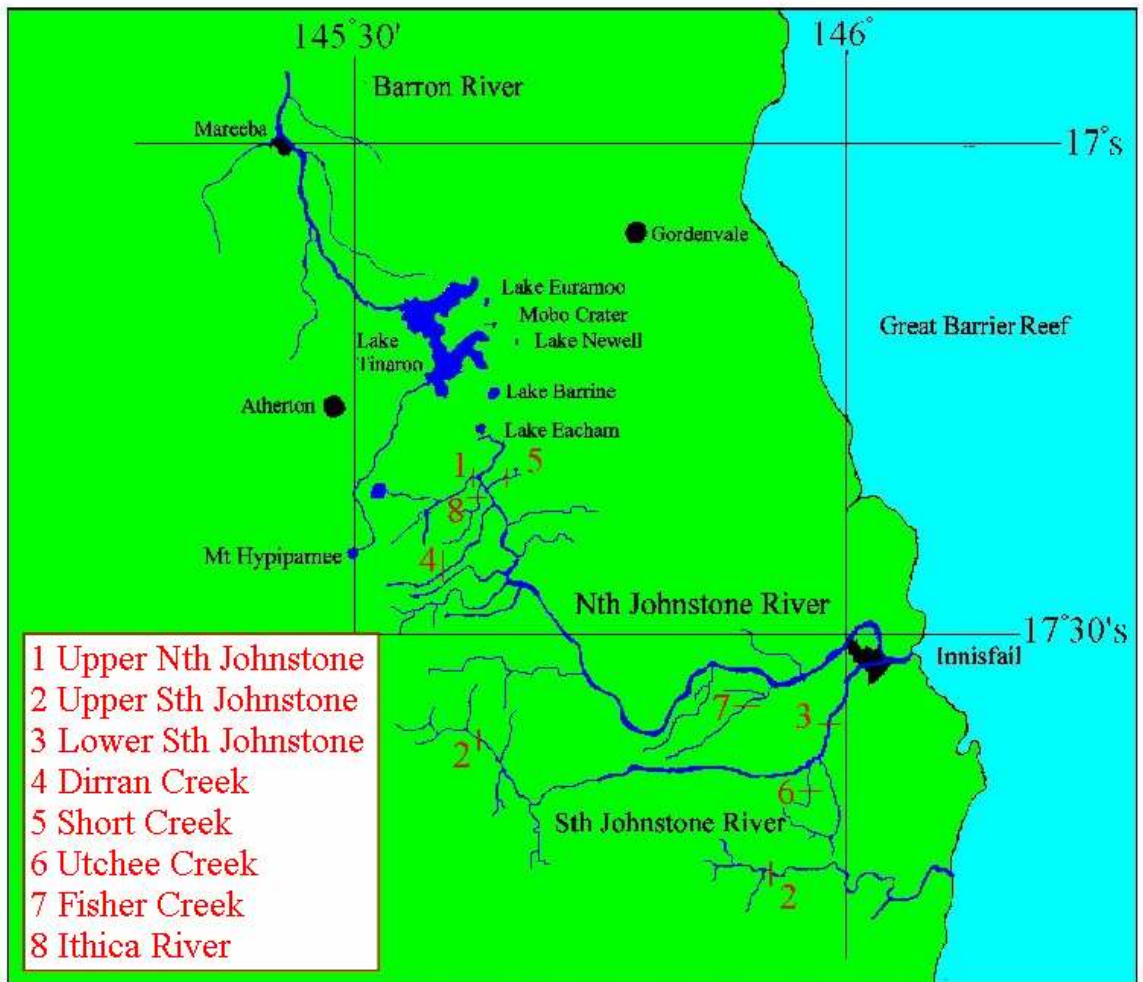 145°30'
146°
Barron River
Mareeba
17°s
Gordenvale
Lake Euramoo
Mobo Crater
Great Barrier Reef
Lake Newell
Lake
Tinaroo
Lake Barrine
Atherton
Lake Eacham
1
5
8
Mt Hypipamee
4
Nth Johnstone River
17°30's
Innisfail
7
3
2
6
Sth Johnstone River
2
1 Upper Nth Johnstone
2 Upper Sth Johnstone
3 Lower Sth Johnstone
4 Dirran Creek
5 Short Creek
6 Utchee Creek
7 Fisher Creek
8 Ithica River